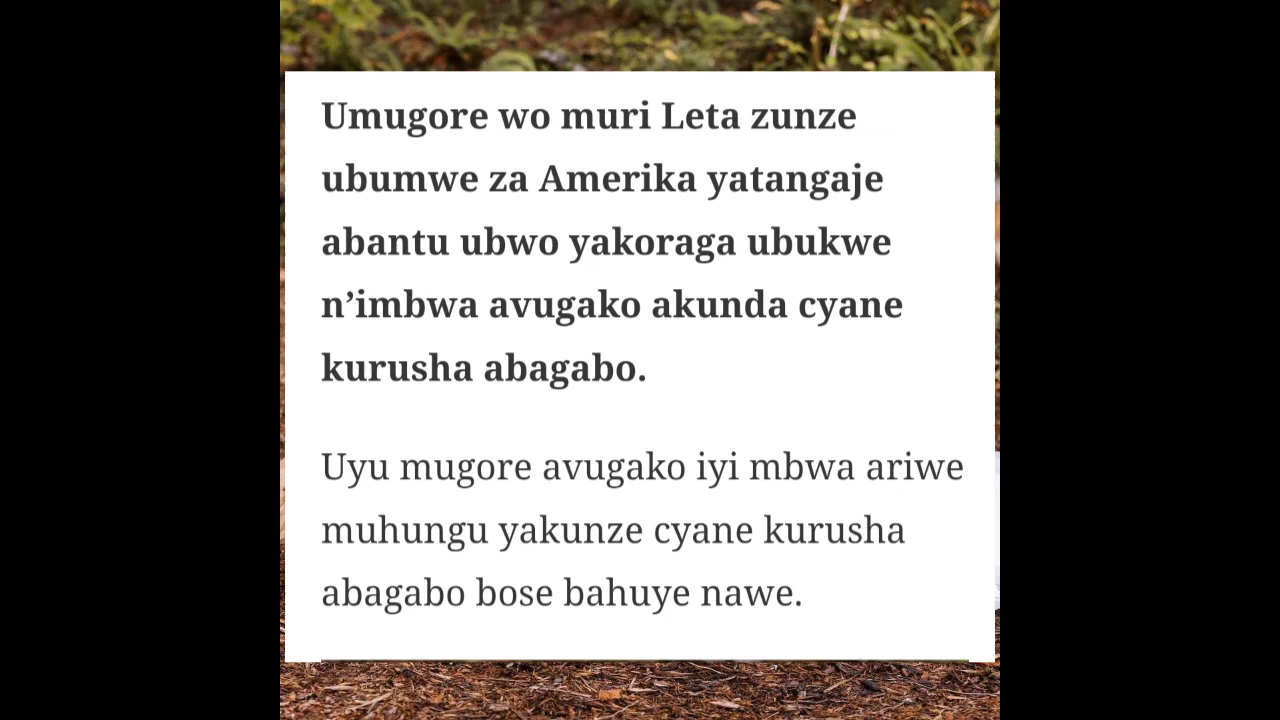 Umugore wo muri Leta zunze
ubumwe za Amerika yatangaje
abantu ubwo yakoraga ubukwe
n’imbwa avugako akunda cyane
kurusha abagabo.
Uyu mugore avugako iyi mbwa ariwe
muhungu yakunze cyane kurusha
abagabo bose bahuye nawe.